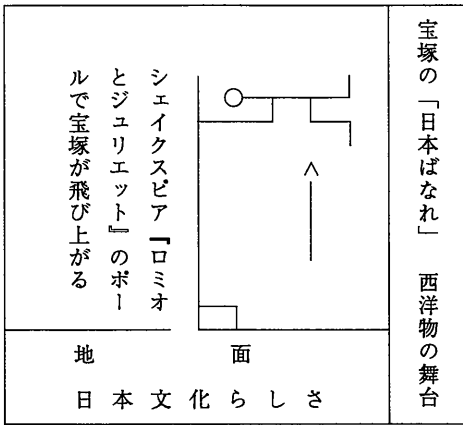 宝塚の「日本ばなれ」 西洋物の舞台
シェイクスピア『ロミオ
とジュリエット』のポー
ルで宝塚が飛び上がる
地 面
日本文化らしさ